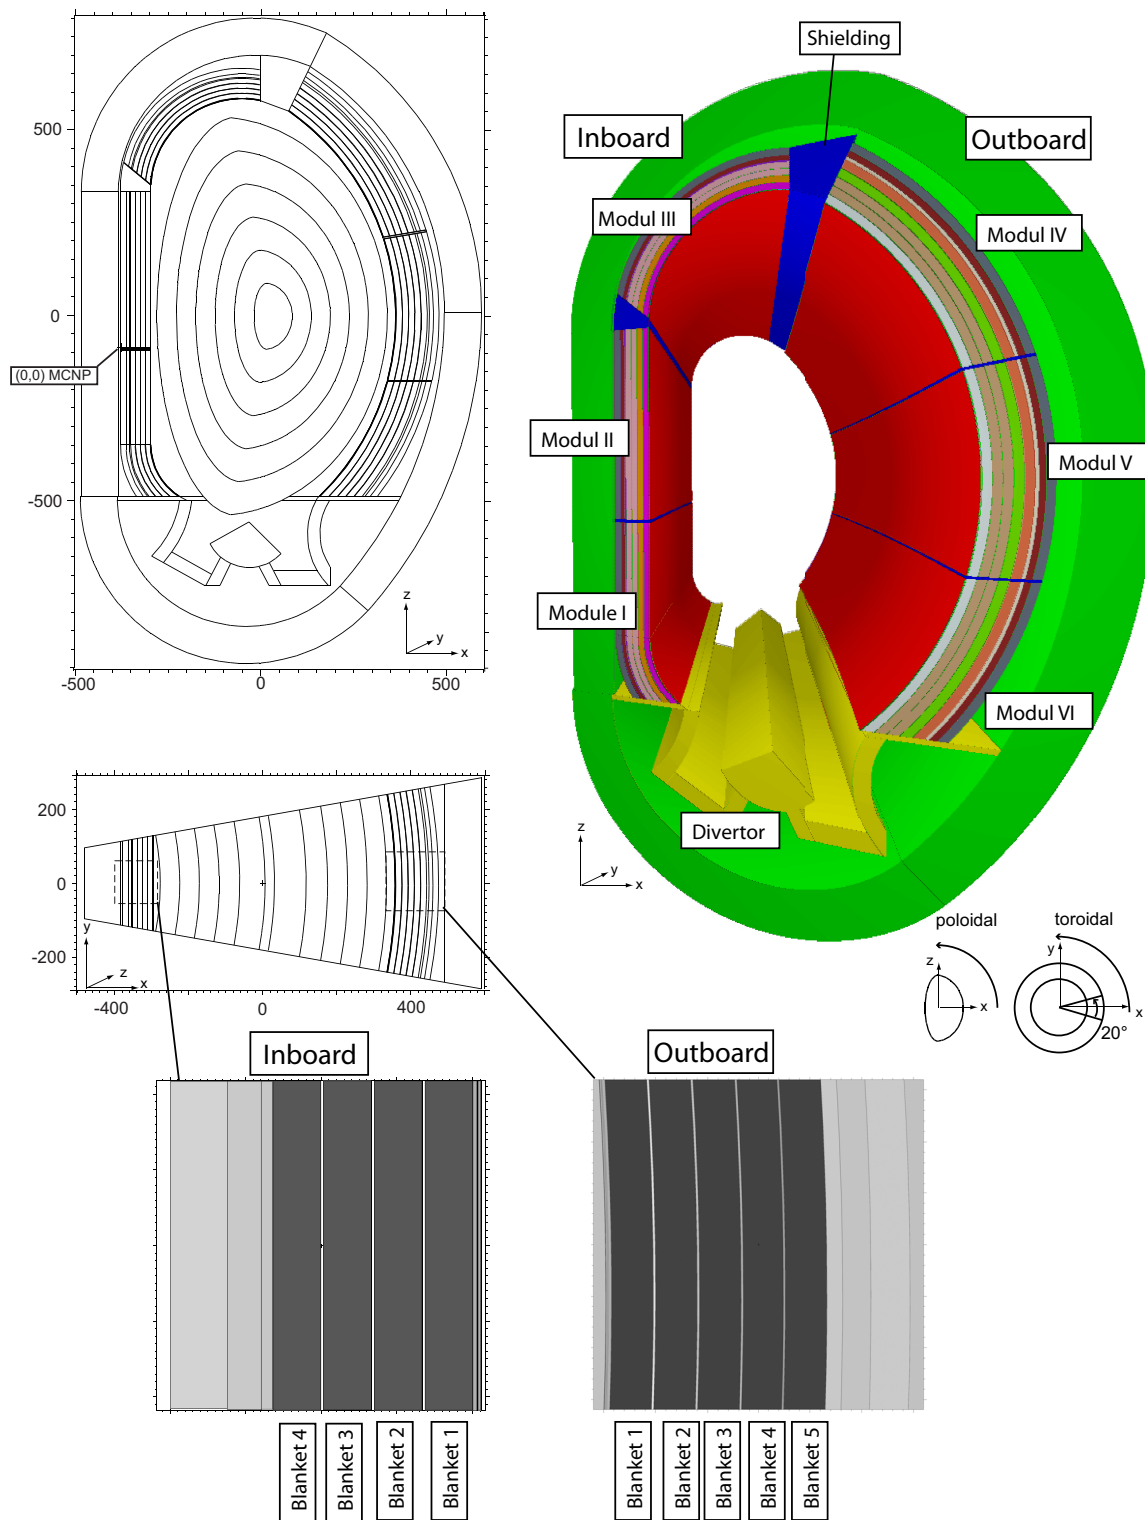 Shielding
Inboard
Outboard
Modul III
Modul IV
Modul II
Modul V
Module I
Modul VI
Divertor
500
0
-500
(0,0) MCNP
-500
0
500
z
y
x
z
y
x
200
0
-200
y
z
x
-400
0
400
poloidal
z
x
toroidal
y
x
20°
Inboard
Outboard
Blanket 4
Blanket 3
Blanket 2
Blanket 1
Blanket 1
Blanket 2
Blanket 3
Blanket 4
Blanket 5